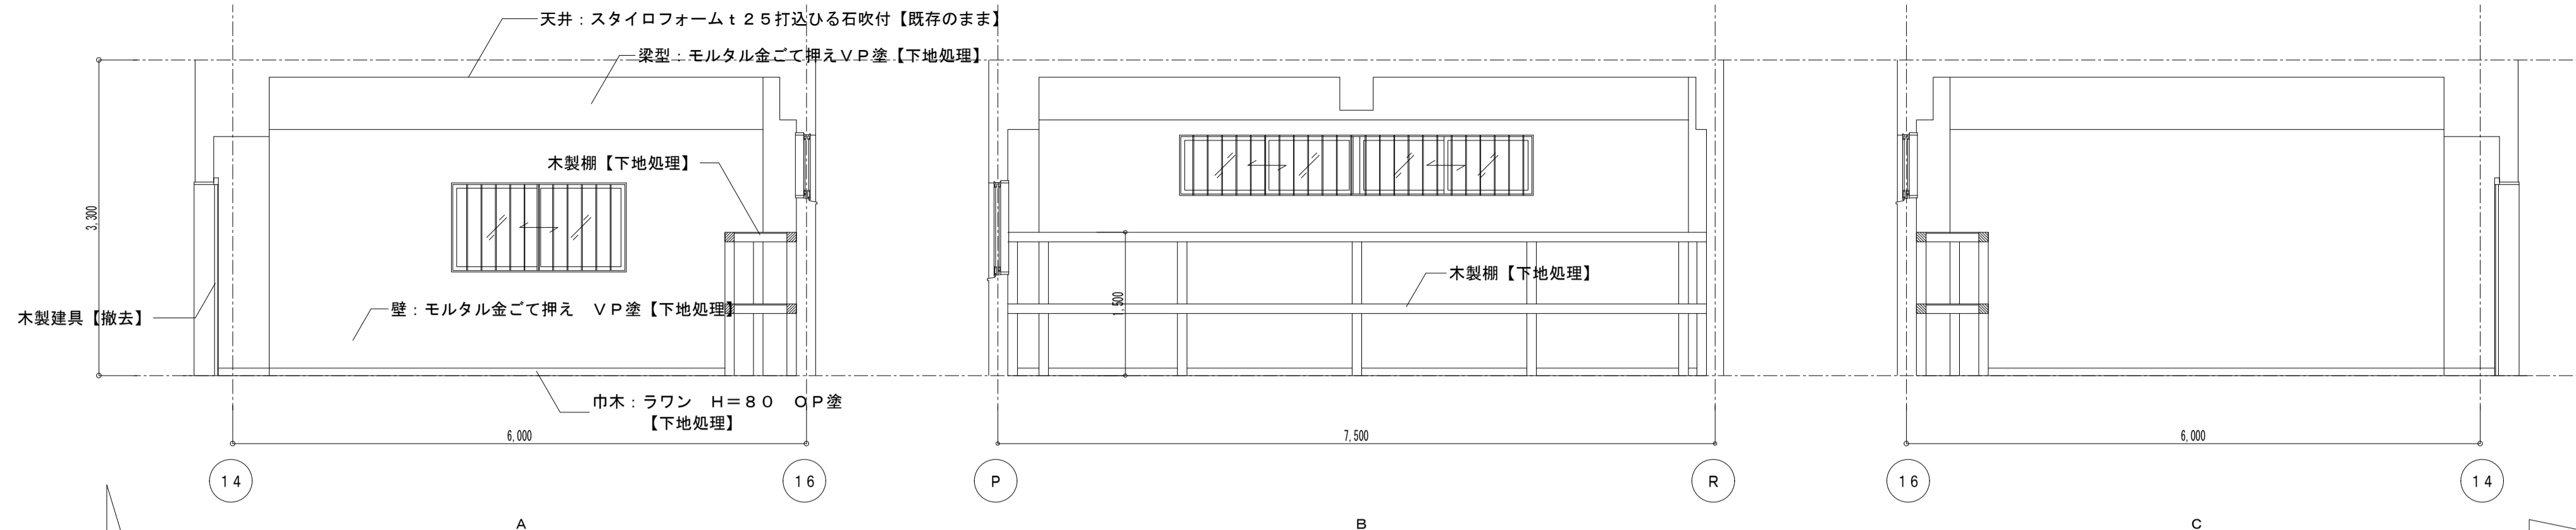 天井：スタイロフォームｔ２５打込ひる石吹付【既存のまま】
梁型：モルタル金ごて押えＶＰ塗【下地処理】
木製棚【下地処理】
3,300
木製建具【撤去】
壁：モルタル金ごて押え　ＶＰ塗【下地処理】
木製棚【下地処理】
1,500
巾木：ラワン　Ｈ＝８０　ＯＰ塗
【下地処理】
6,000
7,500
6,000
14
16
P
R
16
14
A
B
C